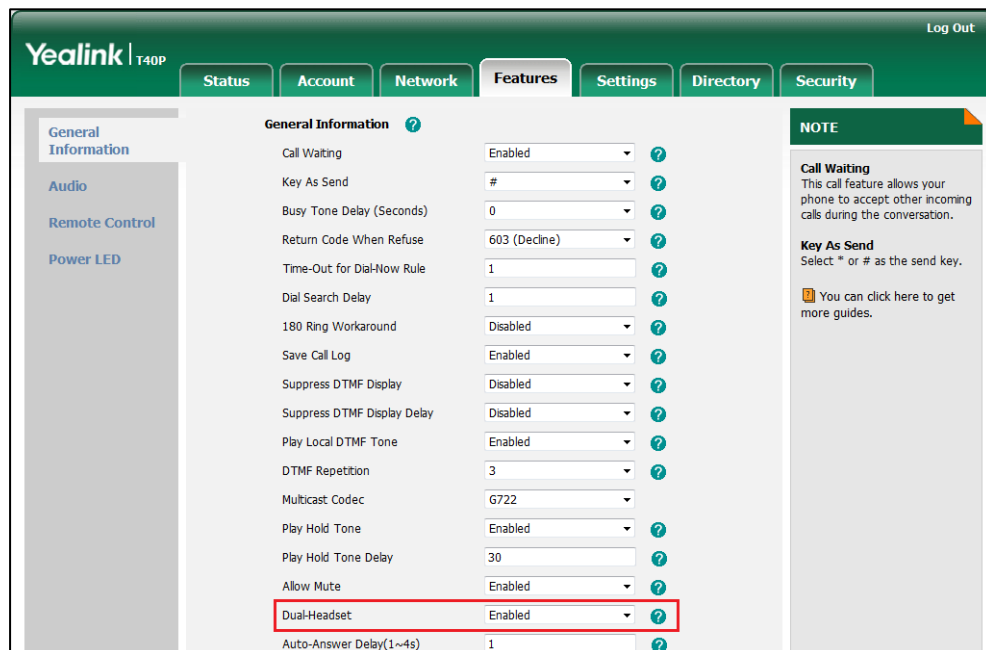 Log Out
Yealink | T40P
Status Account Network Features Settings Directory Security
General
Information
Audio
Remote Control
Power LED
General Information ?
Call Waiting Enabled ?
Key As Send # ?
Busy Tone Delay (Seconds) 0 ?
Return Code When Refuse 603 (Decline) ?
Time-Out for Dial-Now Rule 1 ?
Dial Search Delay 1 ?
180 Ring Workaround Disabled ?
Save Call Log Enabled ?
Suppress DTMF Display Disabled ?
Suppress DTMF Display Delay Disabled ?
Play Local DTMF Tone Enabled ?
DTMF Repetition 3 ?
Multicast Codec G722
Play Hold Tone Enabled ?
Play Hold Tone Delay 30 ?
Allow Mute Enabled ?
Dual-Headset Enabled ?
Auto-Answer Delay(1~4s) 1 ?
NOTE
Call Waiting
This call feature allows your
phone to accept other incoming
calls during the conversation.
Key As Send
Select * or # as the send key.
? You can click here to get
more guides.